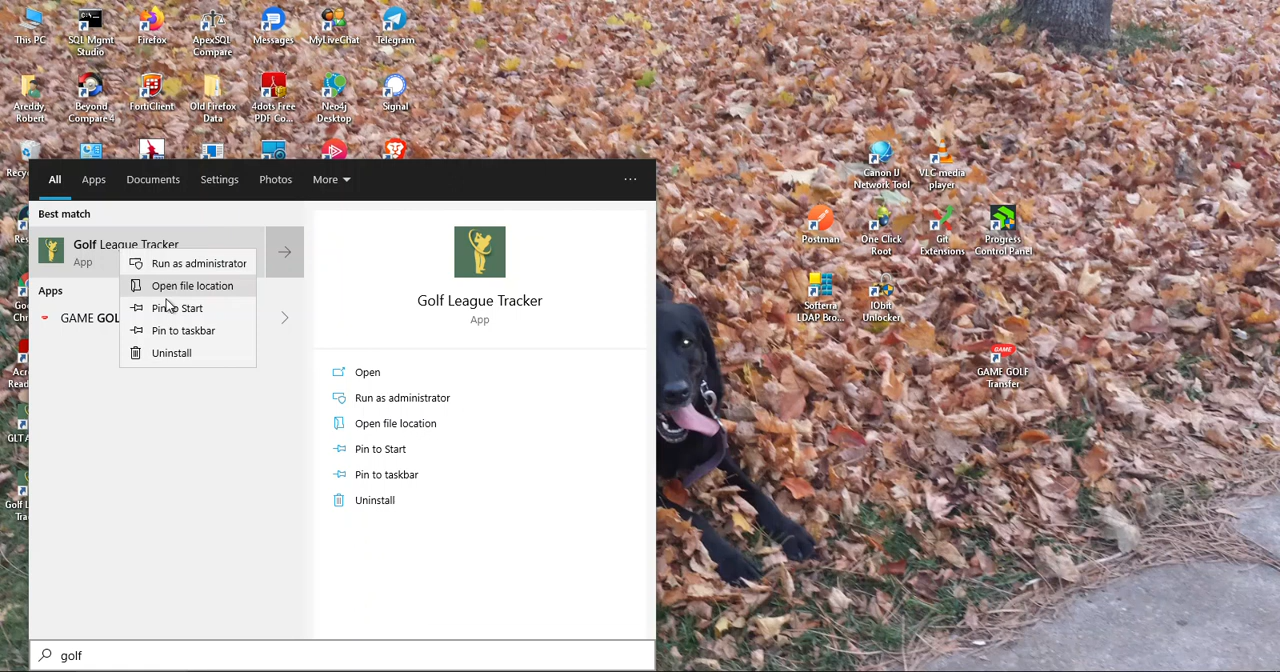 This PC
SQL Mgmt
Studio
Firefox
ApexSQL
Compare
Messages
MyLiveChat
Telegram
Areddy,
Robert
Beyond
Compare 4
FortiClient
Old Firefox
Data
4dots Free
PDF Co...
Neo4j
Desktop
Signal
All
Apps
Documents
Settings
Photos
More
...
Best match
Golf League Tracker
App
Apps
GAME GOL
Run as administrator
Open file location
Pin to Start
Pin to taskbar
Uninstall
Golf League Tracker
App
Open
Run as administrator
Open file location
Pin to Start
Pin to taskbar
Uninstall
golf
Canon IJ
Network Tool
VLC media
player
Postman
One Click
Root
Git
Extensions
Progress
Control Panel
Softerra
LDAP Bro...
IObit
Unlocker
GAME
GAME GOLF
Transfer